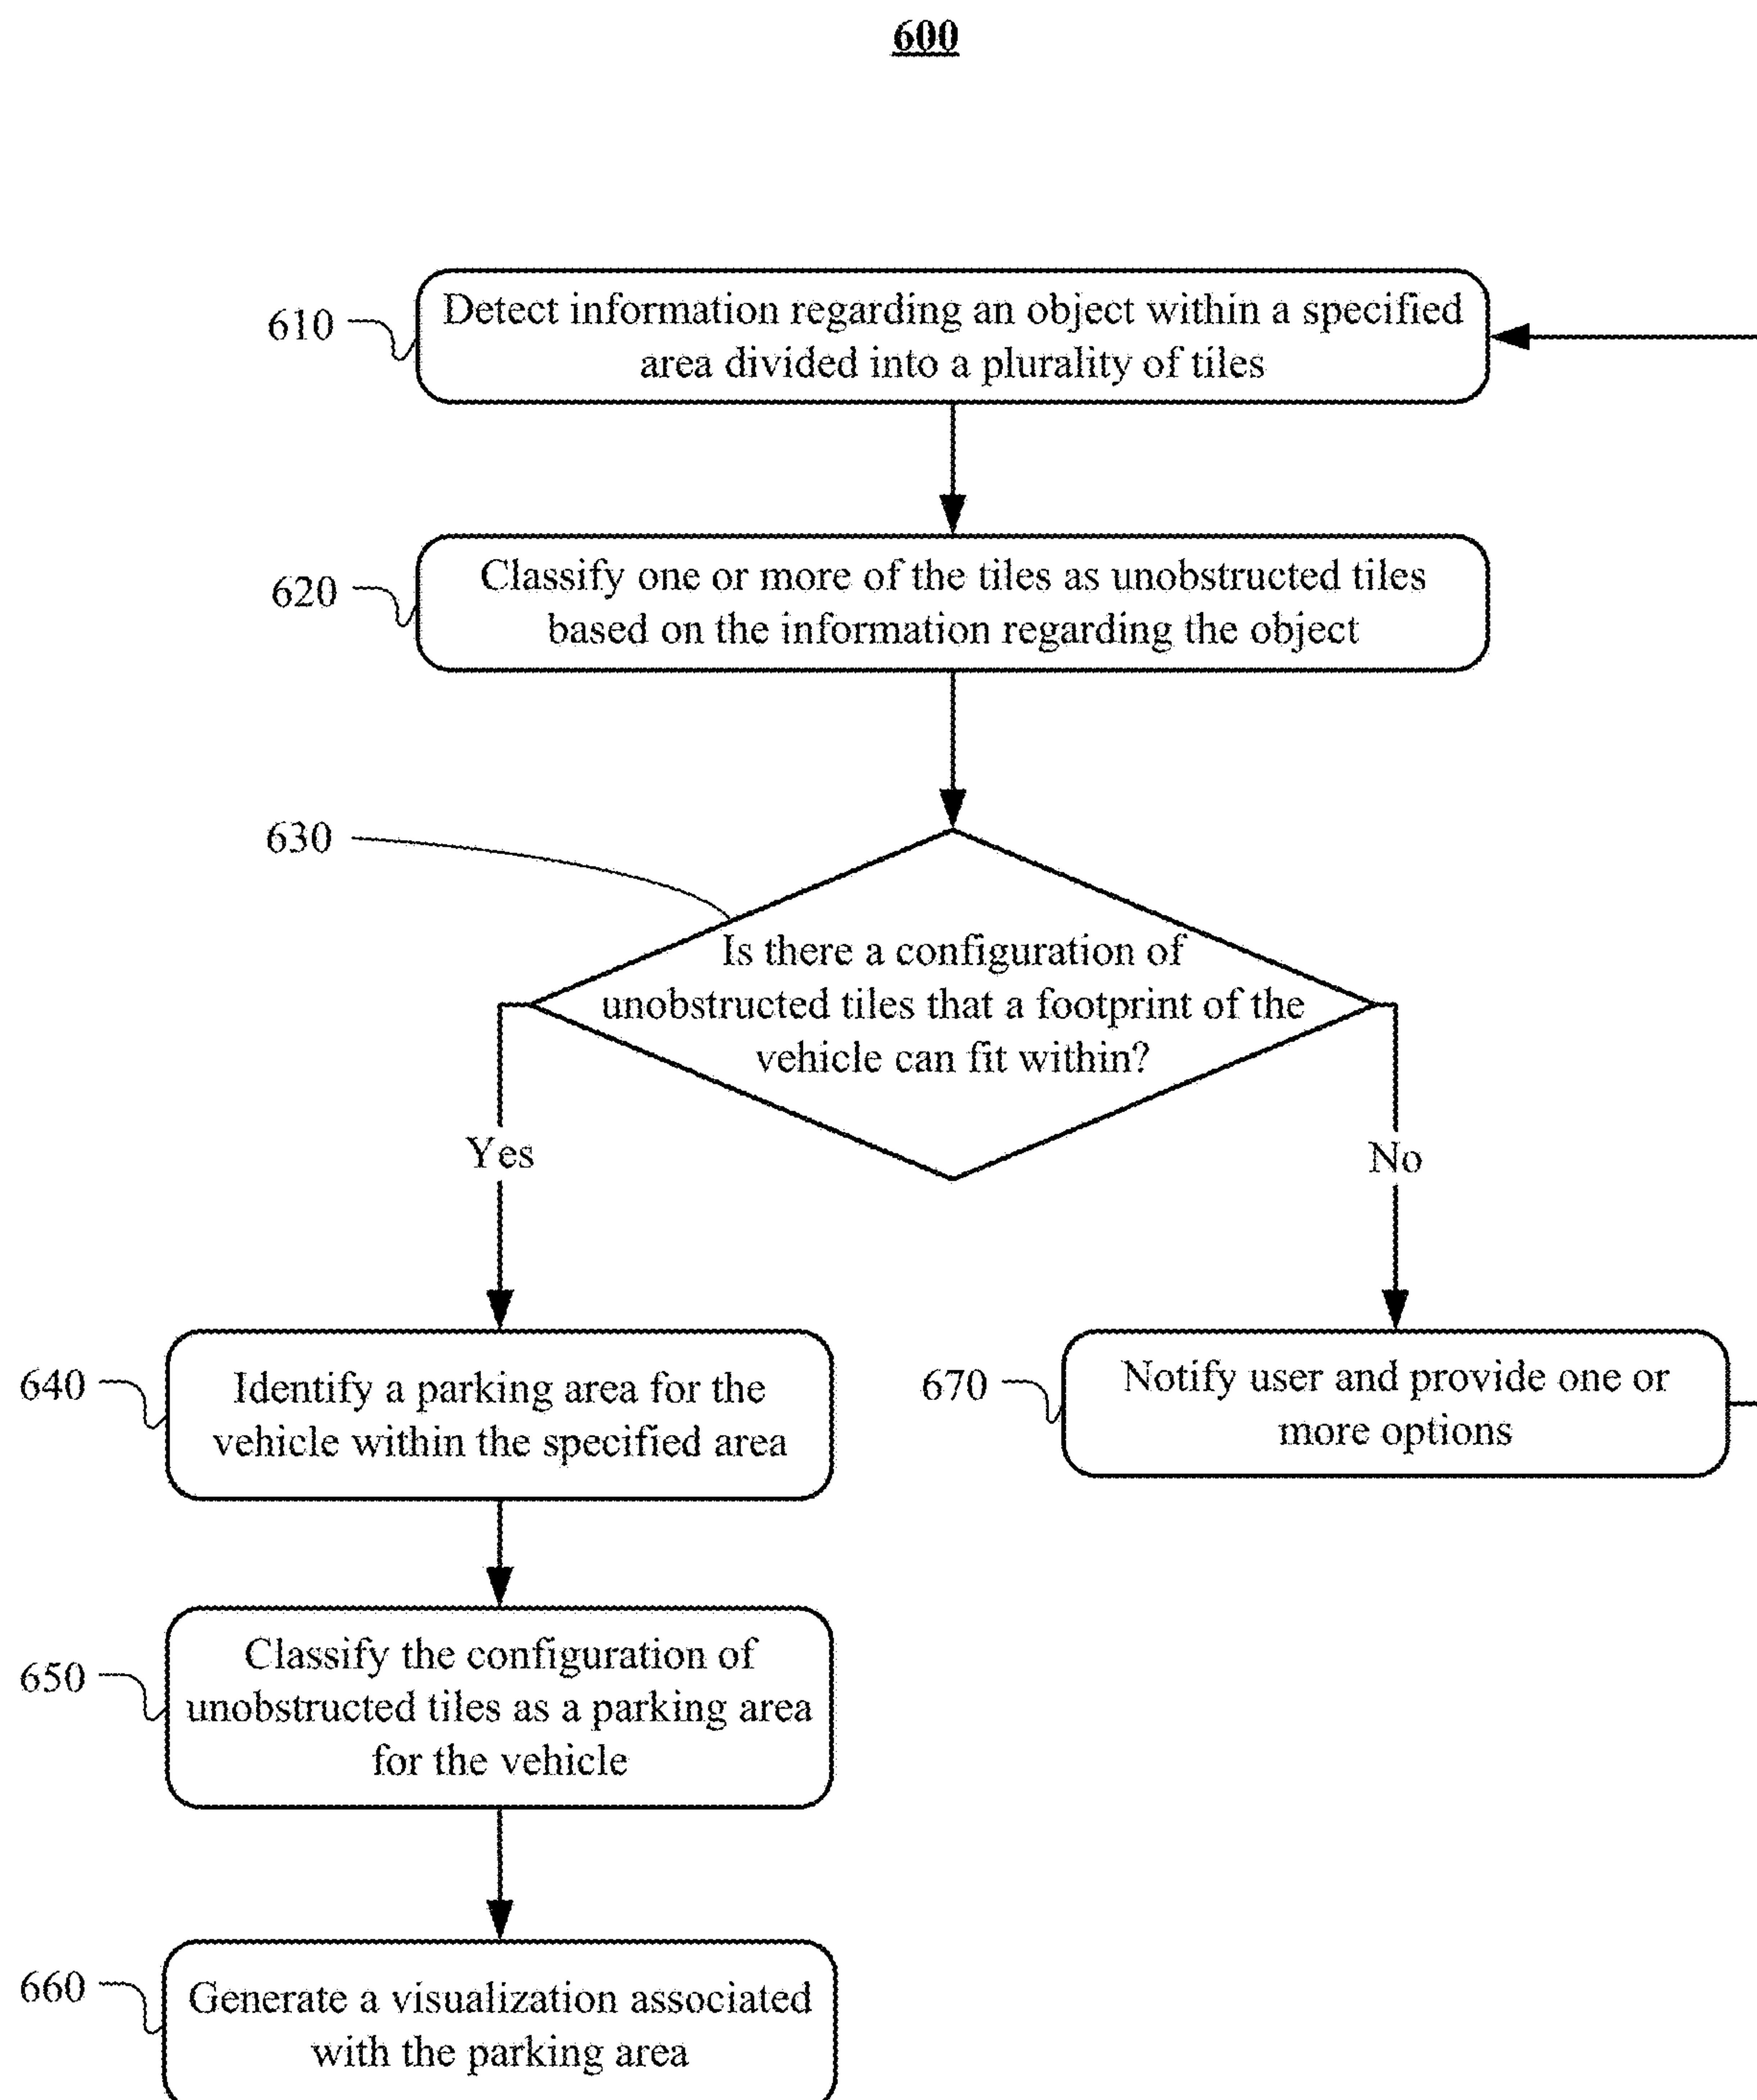 600
610
Detect information regarding an object within a specified
area divided into a plurality of tiles
620
Classify one or more of the tiles as unobstructed tiles
based on the information regarding the object
630
Is there a configuration of
unobstructed tiles that a footprint of the
vehicle can fit within?
Yes
No
640
Identify a parking area for the
vehicle within the specified area
670
Notify user and provide one or
more options
650
Classify the configuration of
unobstructed tiles as a parking area
for the vehicle
660
Generate a visualization associated
with the parking area